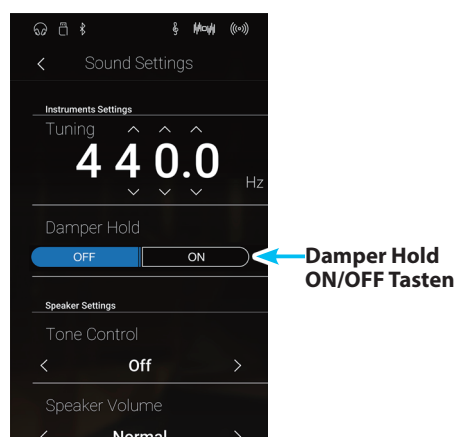 Sound Settings
Instruments Settings
Tuning
440.0
Hz
Damper Hold
OFF ON
Damper Hold
ON/OFF Tasten
Speaker Settings
Tone Control
Off
Speaker Volume
Normal